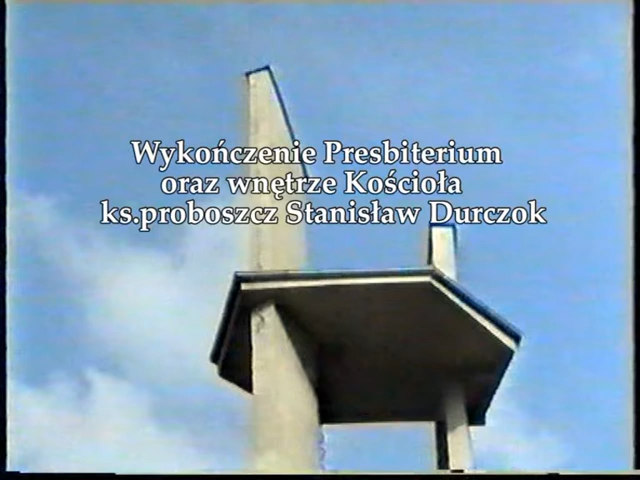 Wykończenie Presbiterium
oraz wnętrze Kościoła
ks.proboszcz Stanisław Durczok